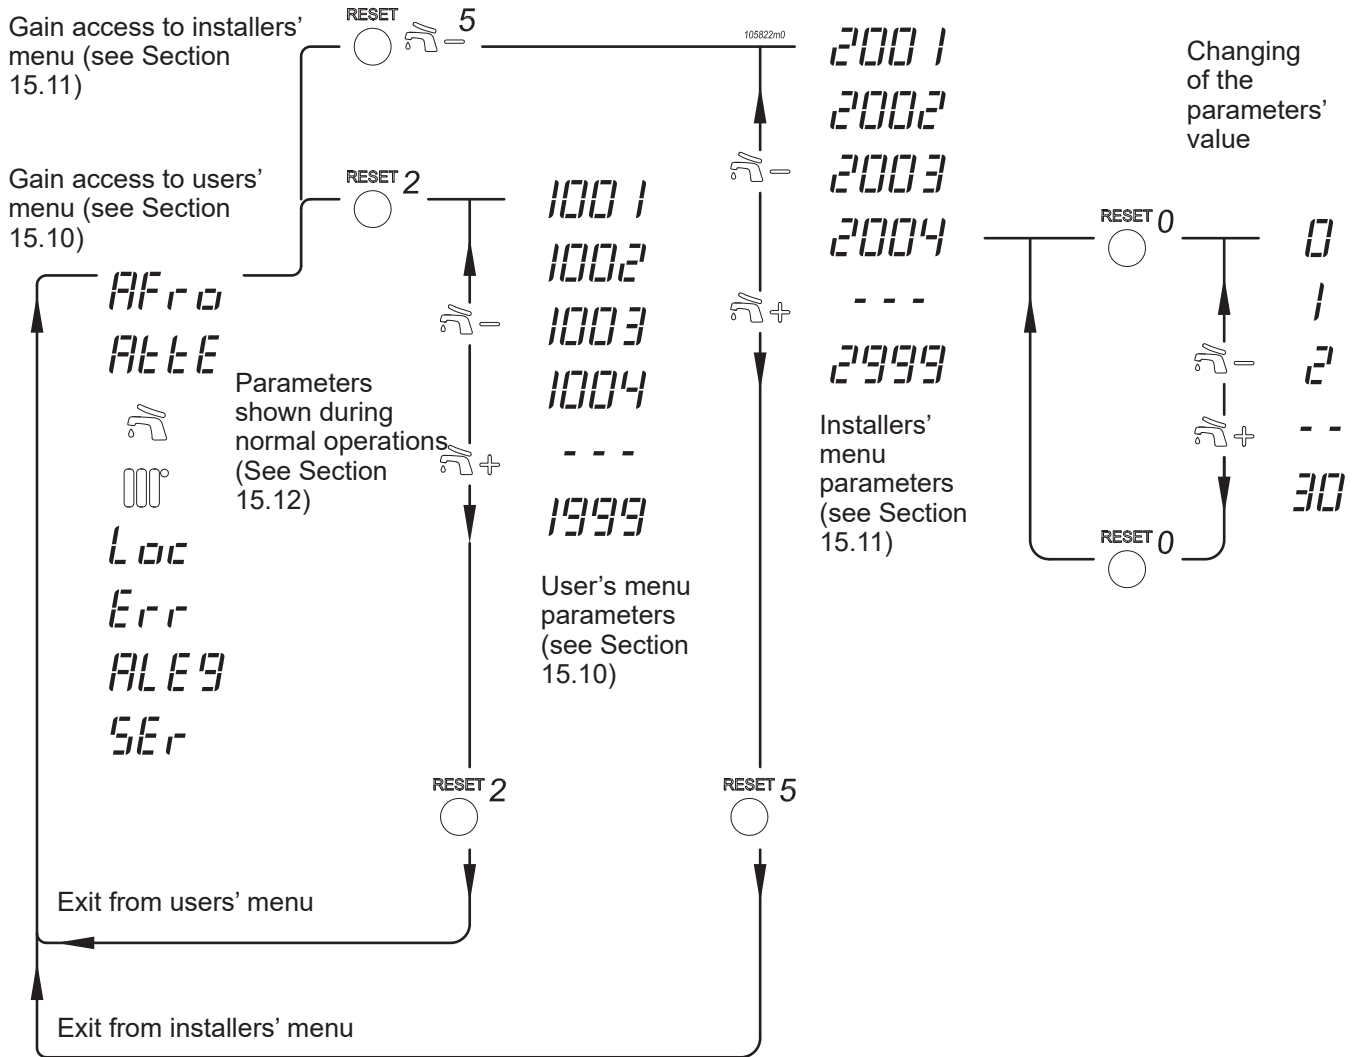 Gain access to installers’
menu (see Section
15.11)
RESET
5
–
105822m0
2001
2002
2003
2004
- - -
2999
Installers’
menu
parameters
(see Section
15.11)
Changing
of the
parameters’
value
Gain access to users’
menu (see Section
15.10)
RESET 2
1001
1002
1003
1004
- - -
1999
User’s menu
parameters
(see Section
15.10)
–
+
–
+
AFro
AttE
Loc
Err
ALE9
SEr
Parameters
shown during
normal operations
(See Section
15.12)
RESET 0
–
+
RESET 0
0
1
2
- -
30
RESET 2
RESET 5
Exit from users’ menu
Exit from installers’ menu